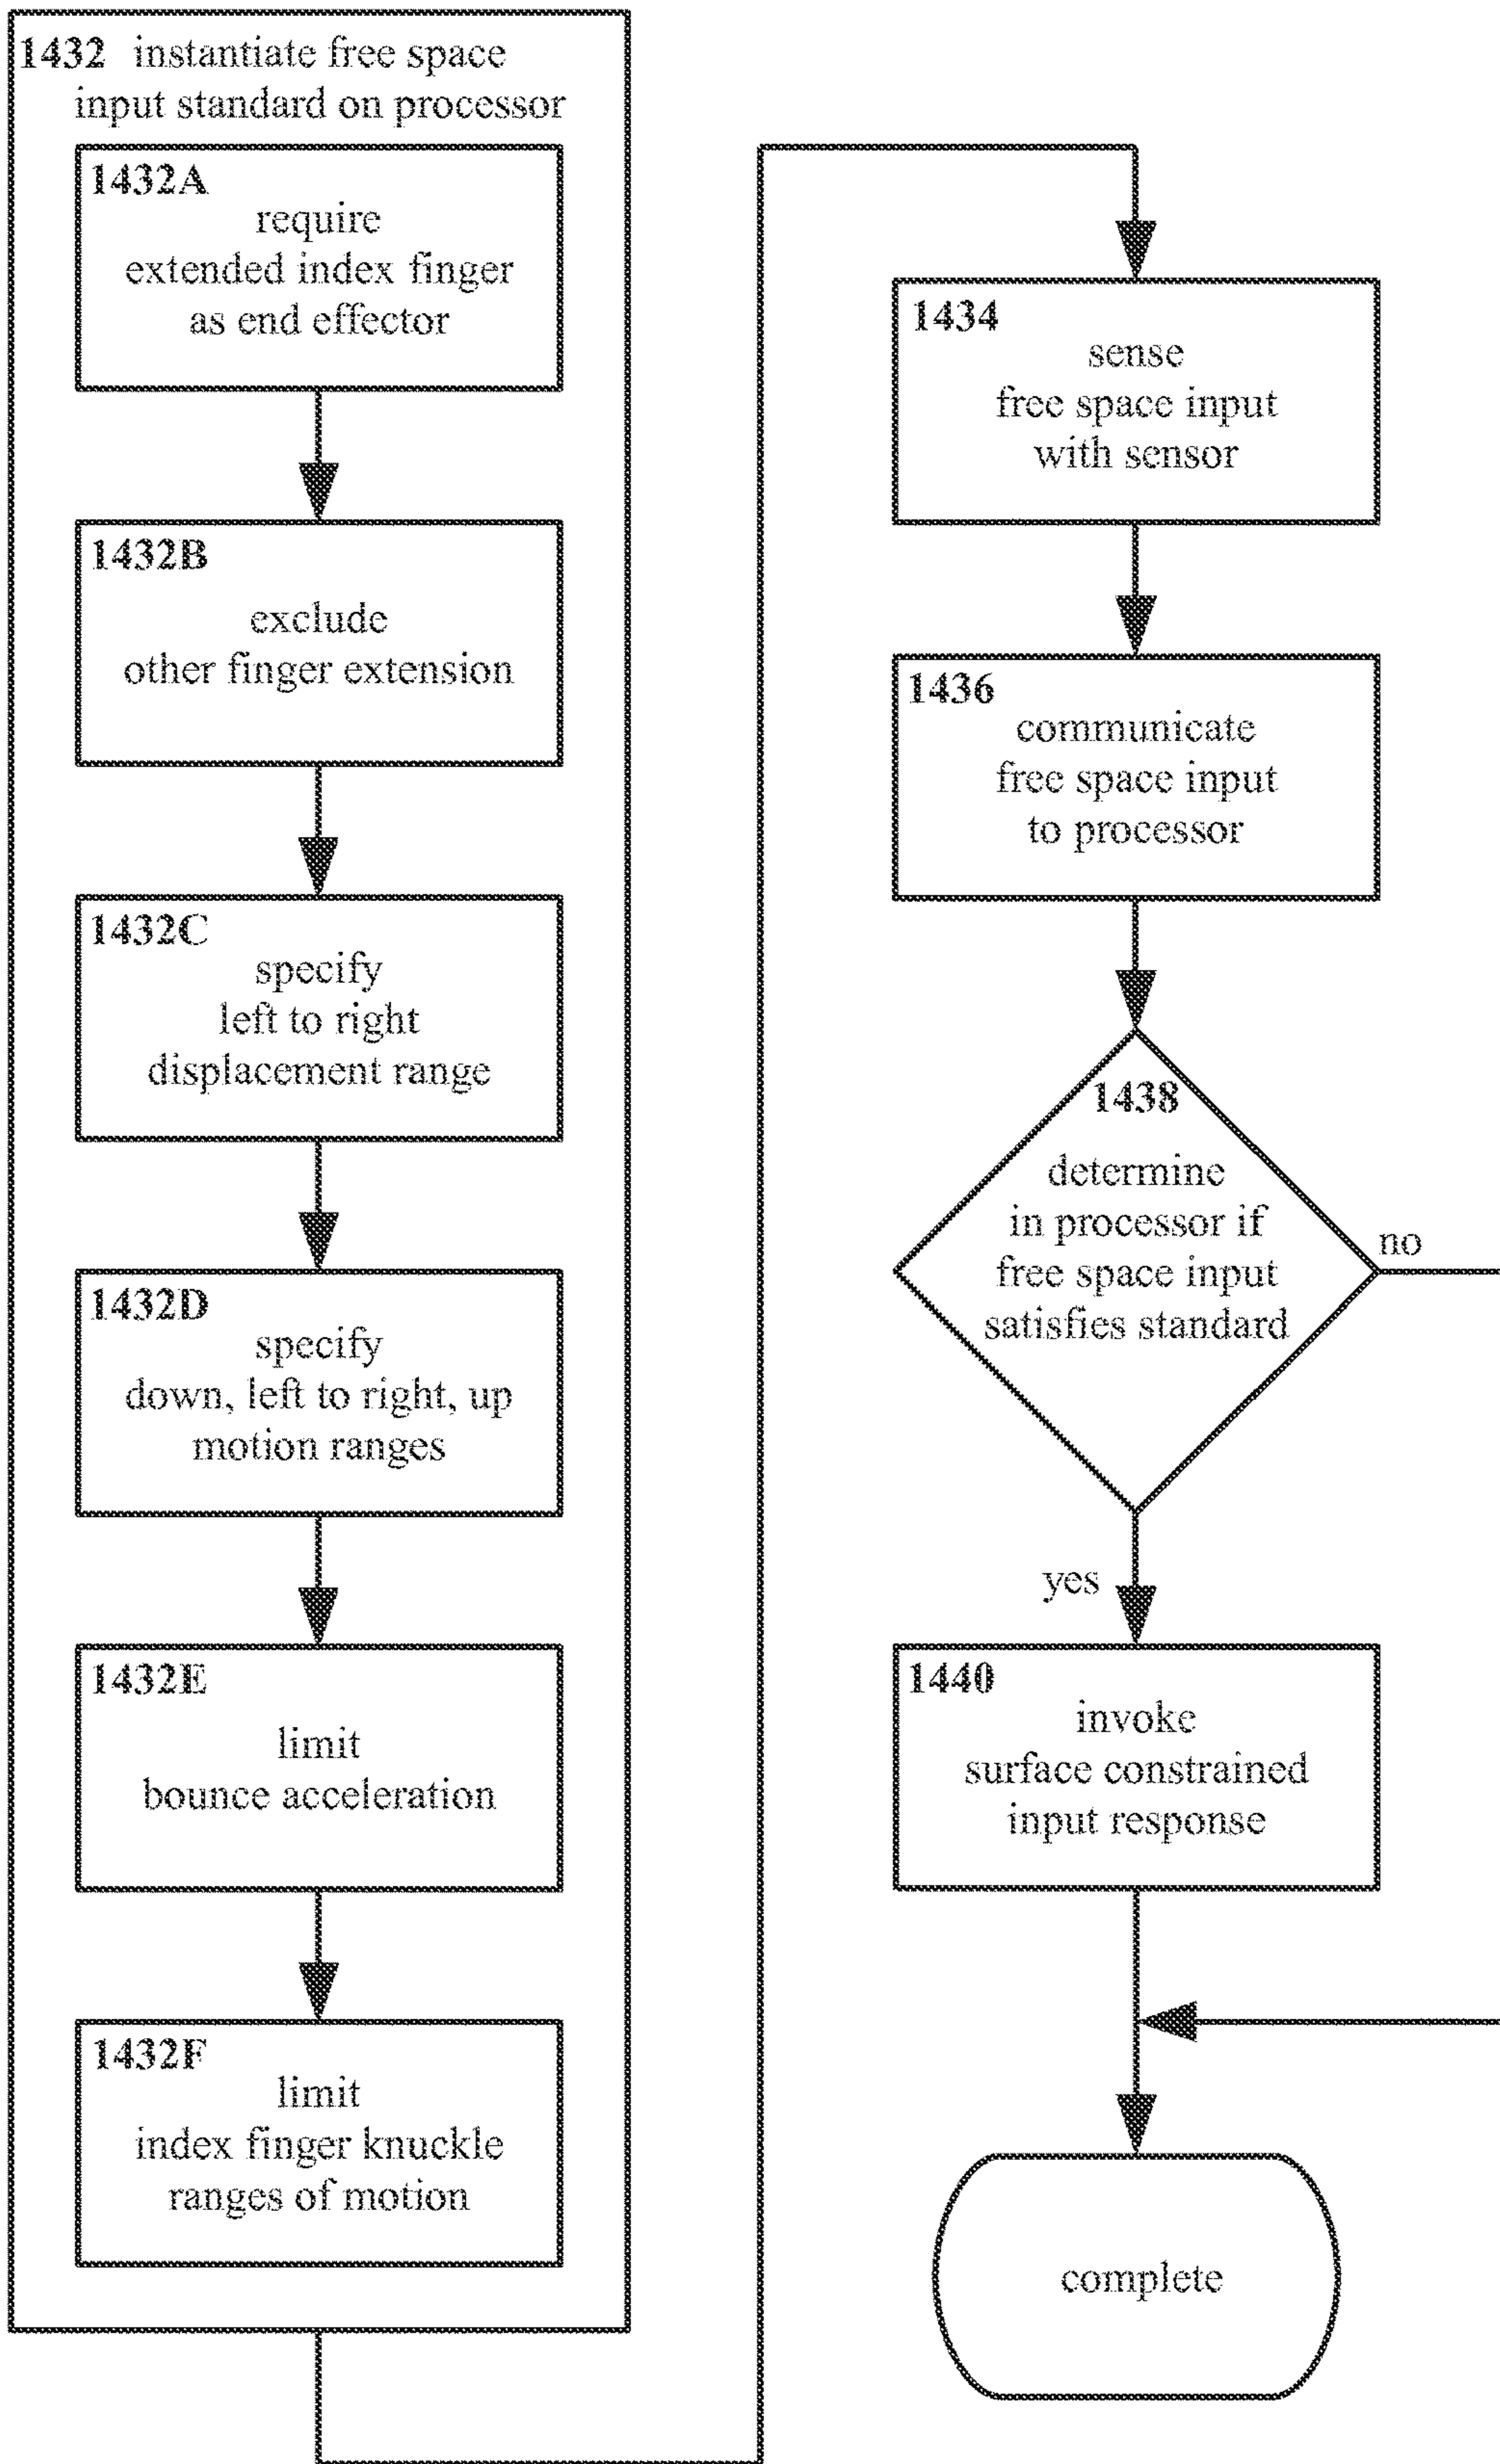 1432 instantiate free space
input standard on processor
1432A
require
extended index finger
as end effector
1432B
exclude
other finger extension
1432C
specify
left to right
displacement range
1432D
specify
down, left to right, up
motion ranges
1432E
limit
bounce acceleration
1432F
limit
index finger knuckle
ranges of motion
1434
sense
free space input
with sensor
1436
communicate
free space input
to processor
1438
determine
in processor if
free space input
satisfies standard
no
yes
1440
invoke
surface constrained
input response
complete